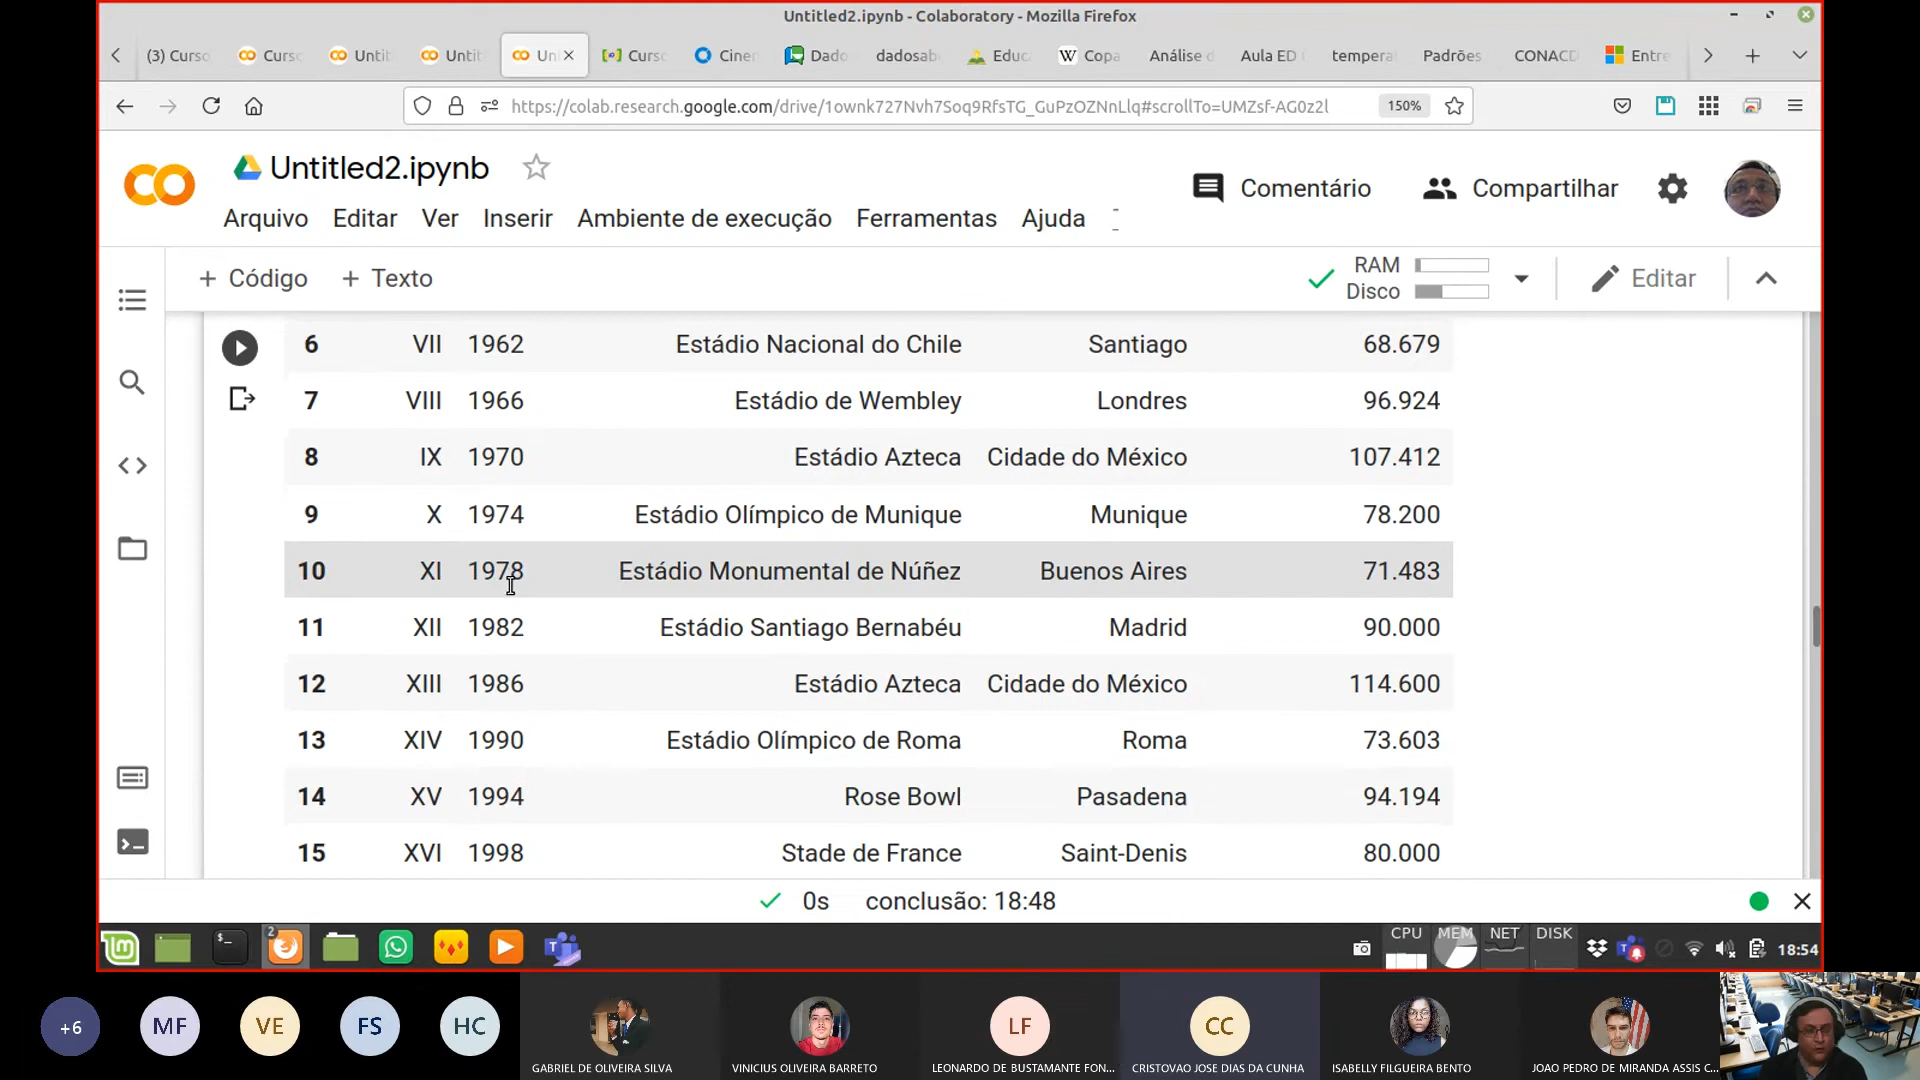 Untitled2.ipynb - Colaboratory - Mozilla Firefox
(3) Curso
Curso
Untit
Untit
Un
Curso
Cinen
Dado
dadosab
Educ
Copa
Análise d
Aula ED
tempera
Padrões
CONACD
Entre
https://colab.research.google.com/drive/1ownk727Nvh7Soq9RfsTG_GuPzOZNnLlq#scrollTo=UMZsf-AG0z2l
150%
Untitled2.ipynb
Comentário
Compartilhar
Arquivo Editar Ver Inserir Ambiente de execução Ferramentas Ajuda
+ Código + Texto
RAM
Disco
Editar
6 VII 1962 Estádio Nacional do Chile Santiago 68.679
7 VIII 1966 Estádio de Wembley Londres 96.924
8 IX 1970 Estádio Azteca Cidade do México 107.412
9 X 1974 Estádio Olímpico de Munique Munique 78.200
10 XI 1978 Estádio Monumental de Núñez Buenos Aires 71.483
11 XII 1982 Estádio Santiago Bernabéu Madrid 90.000
12 XIII 1986 Estádio Azteca Cidade do México 114.600
13 XIV 1990 Estádio Olímpico de Roma Roma 73.603
14 XV 1994 Rose Bowl Pasadena 94.194
15 XVI 1998 Stade de France Saint-Denis 80.000
0s conclusão: 18:48
2
CPU MEM NET DISK
18:54
+6
MF
VE
FS
HC
LF
CC
GABRIEL DE OLIVEIRA SILVA
VINICIUS OLIVEIRA BARRETO
LEONARDO DE BUSTAMANTE FON...
CRISTOVAO JOSE DIAS DA CUNHA
ISABELLY FILGUEIRA BENTO
JOAO PEDRO DE MIRANDA ASSIS C...